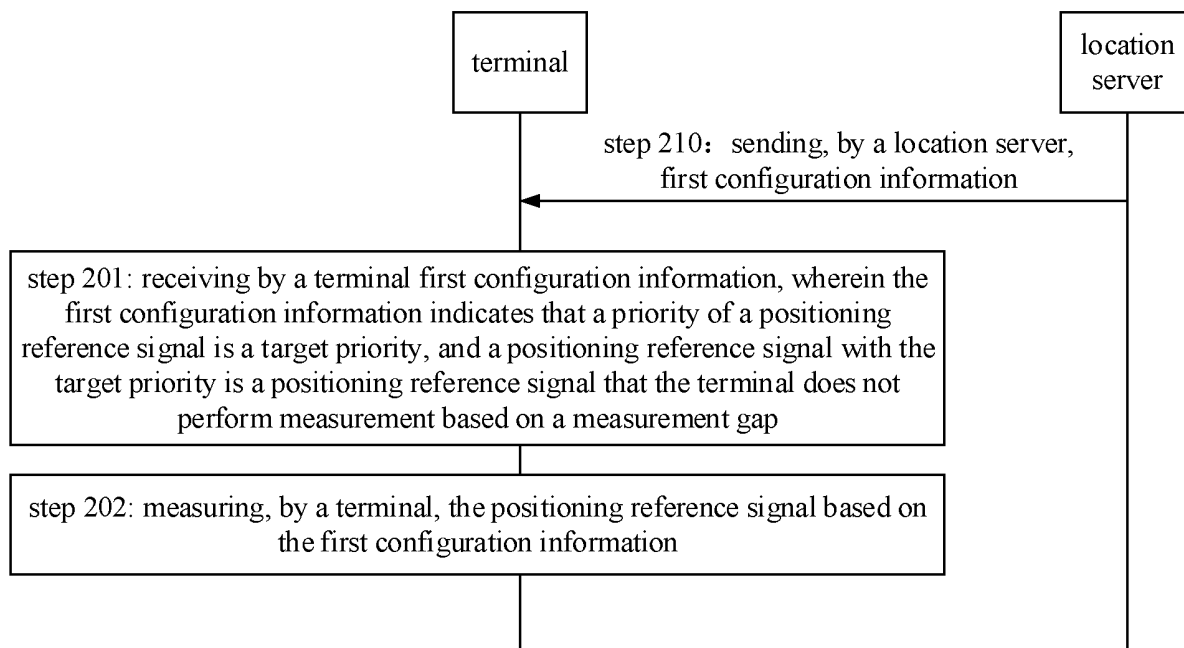 terminal
location
server
step 210：sending, by a location server,
first configuration information
step 201: receiving by a terminal first configuration information, wherein the
first configuration information indicates that a priority of a positioning
reference signal is a target priority, and a positioning reference signal with the
target priority is a positioning reference signal that the terminal does not
perform measurement based on a measurement gap
step 202: measuring, by a terminal, the positioning reference signal based on
the first configuration information